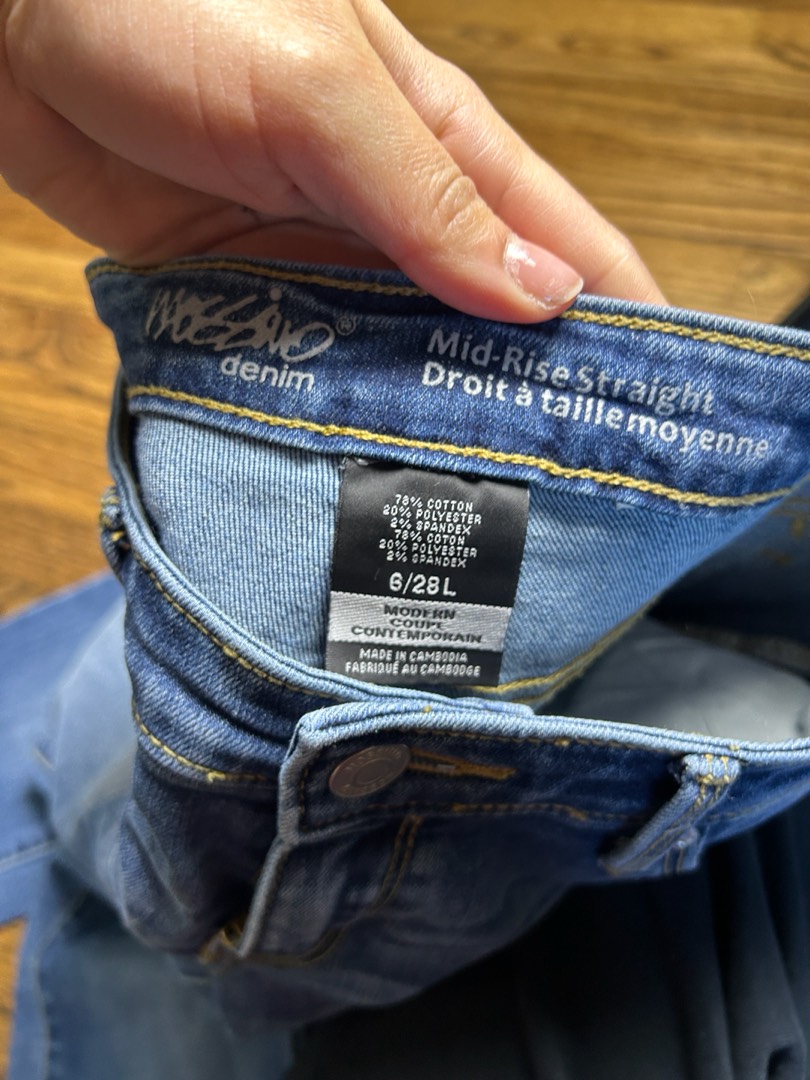 MOSSIMO®
denim
Mid-Rise Straight
Droit à taille moyenne
78% COTTON
20% POLYESTER
2% SPANDEX
78% COTON
20% POLYESTER
2% SPANDEX
6/28L
MODERN
COUPE
CONTEMPORAIN
MADE IN CAMBODIA
FABRIQUÉ AU CAMBODGE